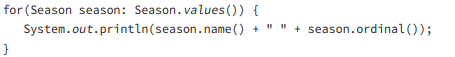 for(Season season: Season.values()) {
   System.out.println(season.name() + " " + season.ordinal());
}